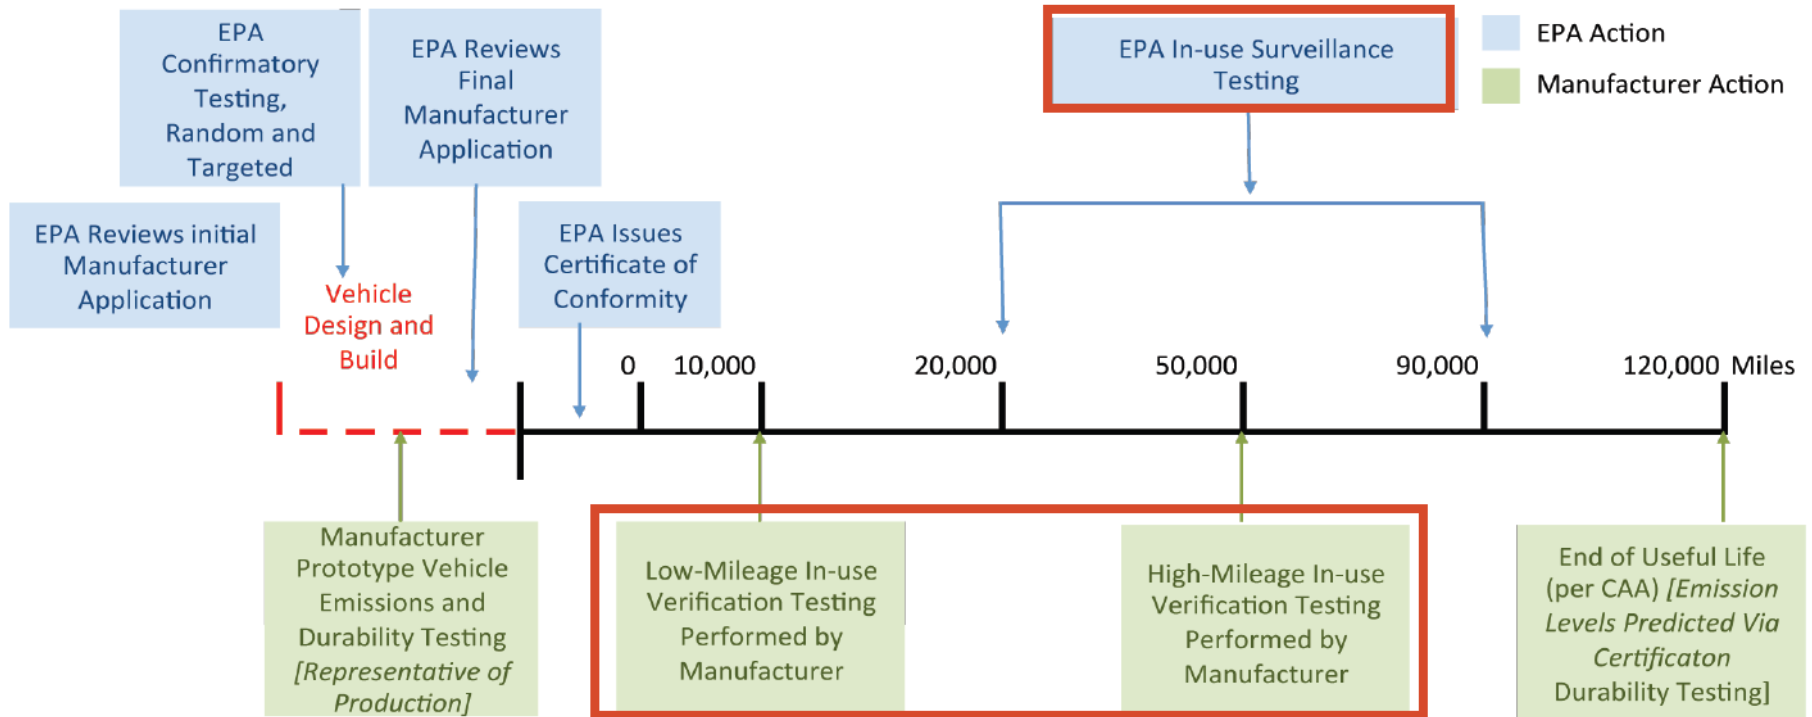 EPA
Confirmatory
Testing,
Random and
Targeted
EPA Reviews
Final
Manufacturer
Application
EPA In-use Surveillance
Testing
EPA Action
Manufacturer Action
EPA Reviews initial
Manufacturer
Application
EPA Issues
Certificate of
Conformity
Vehicle
Design and
Build
0
10,000
20,000
50,000
90,000
120,000 Miles
Manufacturer
Prototype Vehicle
Emissions and
Durability Testing
[Representative of
Production]
Low-Mileage In-use
Verification Testing
Performed by
Manufacturer
High-Mileage In-use
Verification Testing
Performed by
Manufacturer
End of Useful Life
(per CAA) [Emission
Levels Predicted Via
Certificaton
Durability Testing]